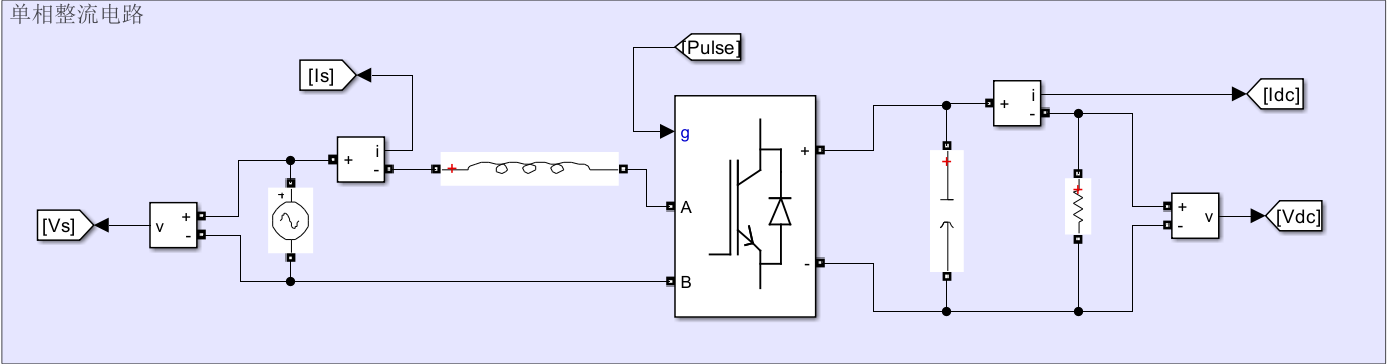 单相整流电路
[Pulse]
[Is]
[Idc]
g
i
+
-
i
+
-
+
-
A
B
+
-
v
[Vs]
+
+
+
+
-
v
[Vdc]